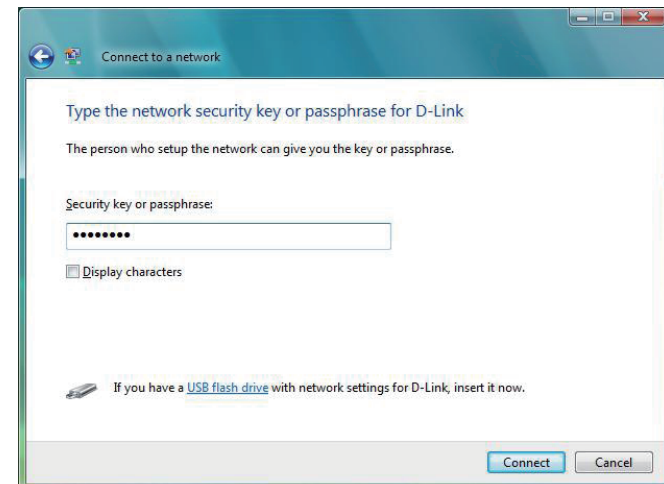 Connect to a network
Type the network security key or passphrase for D-Link
The person who setup the network can give you the key or passphrase.
Security key or passphrase:
••••••••
Display characters
If you have a USB flash drive with network settings for D-Link, insert it now.
Connect Cancel